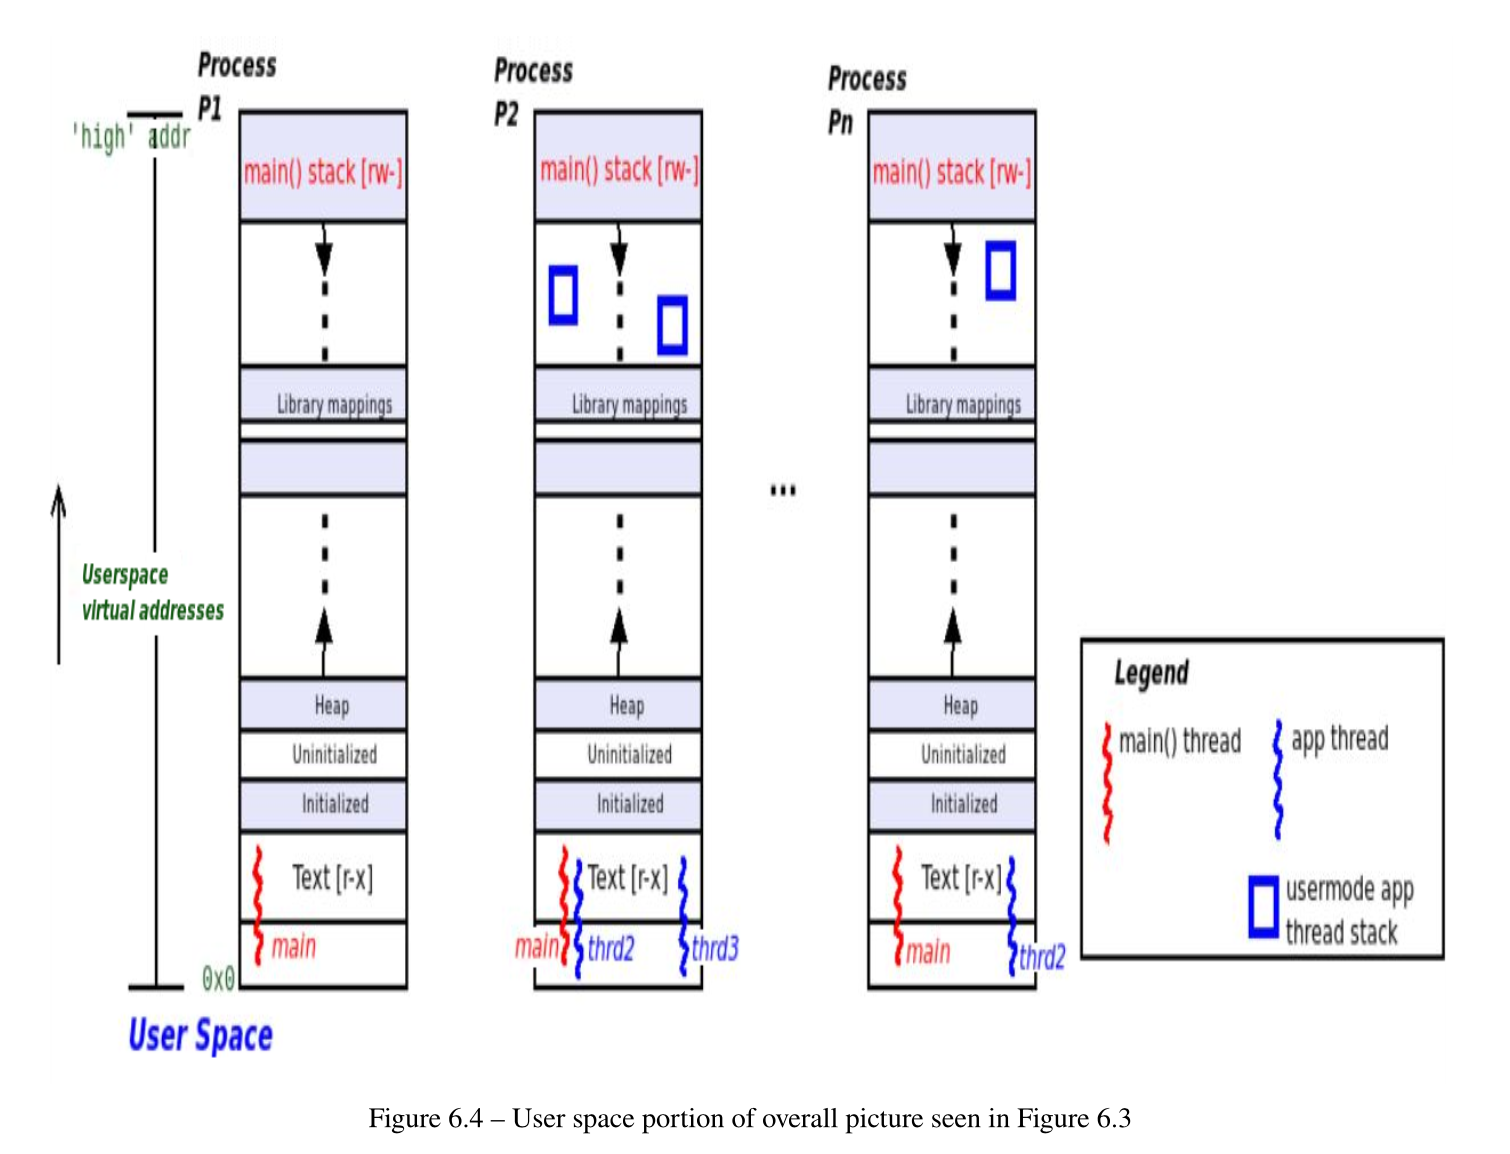 Process
P1
Process
P2
Process
Pn
'high' addr
main() stack [rw-]
main() stack [rw-]
main() stack [rw-]
Library mappings
Library mappings
Library mappings
...
Userspace
virtual addresses
Heap
Heap
Heap
Uninitialized
Uninitialized
Uninitialized
Initialized
Initialized
Initialized
Text [r-x]
Text [r-x]
Text [r-x]
main
main
thrd2
thrd3
main
thrd2
0x0
User Space
Legend
main() thread
app thread
usermode app
thread stack
Figure 6.4 – User space portion of overall picture seen in Figure 6.3